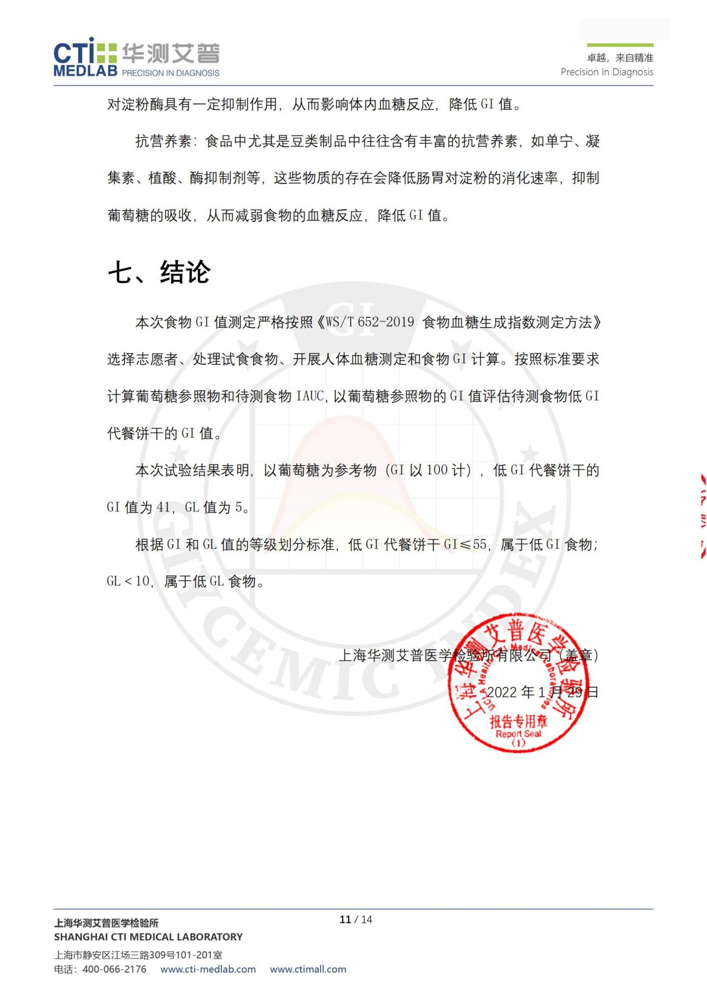 CTI 华测艾普
MEDLAB PRECISION IN DIAGNOSIS
卓越，来自精准
Precision In Diagnosis
对淀粉酶具有一定抑制作用，从而影响体内血糖反应，降低 GI 值。
抗营养素：食品中尤其是豆类制品中往往含有丰富的抗营养素，如单宁、凝
集素、植酸、酶抑制剂等，这些物质的存在会降低肠胃对淀粉的消化速率，抑制
葡萄糖的吸收，从而减弱食物的血糖反应，降低 GI 值。
七、结论
本次食物 GI 值测定严格按照《WS/T 652-2019 食物血糖生成指数测定方法》
选择志愿者、处理试食食物、开展人体血糖测定和食物 GI 计算。按照标准要求
计算葡萄糖参照物和待测食物 IAUC, 以葡萄糖参照物的 GI 值评估待测食物低 GI
代餐饼干的 GI 值。
本次试验结果表明，以葡萄糖为参考物（GI 以 100 计），低 GI 代餐饼干的
GI 值为 41，GL 值为 5。
根据 GI 和 GL 值的等级划分标准，低 GI 代餐饼干 GI≤55，属于低 GI 食物；
GL < 10，属于低 GL 食物。
GI
GIYCEMIC INDEX
上海华测艾普医学检验所有限公司（盖章）
2022 年 1 月 29 日
上海华测艾普医学检验所
UCLA Health/CTI Medical Laboratories
报告专用章
Report Seal
(1)
11 / 14
上海华测艾普医学检验所
SHANGHAI CTI MEDICAL LABORATORY
上海市静安区江场三路309号101-201室
电话：400-066-2176 www.cti-medlab.com www.ctimall.com